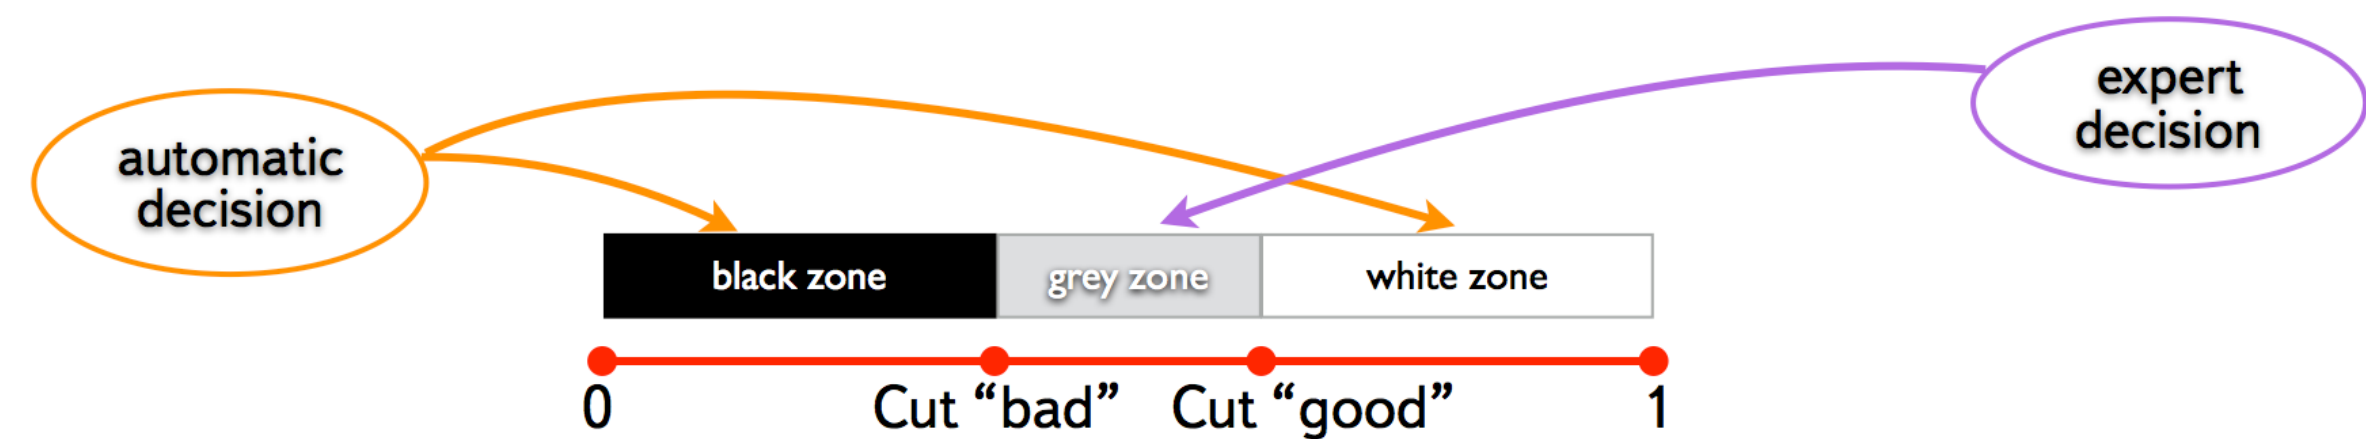 automatic
decision
expert
decision
black zone
grey zone
white zone
0
Cut “bad”
Cut “good”
1